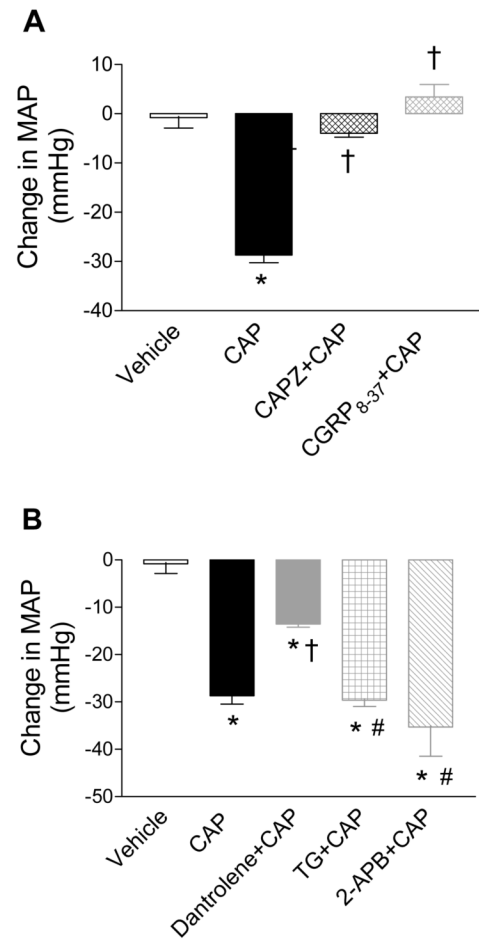 A
Change in MAP
(mmHg)
10
0
-10
-20
-30
-40
†
†
*
Vehicle
CAP
CAPZ+CAP
CGRP8-37+CAP
B
Change in MAP
(mmHg)
0
-10
-20
-30
-40
-50
*
* †
* #
* #
Vehicle
CAP
Dantrolene+CAP
TG+CAP
2-APB+CAP